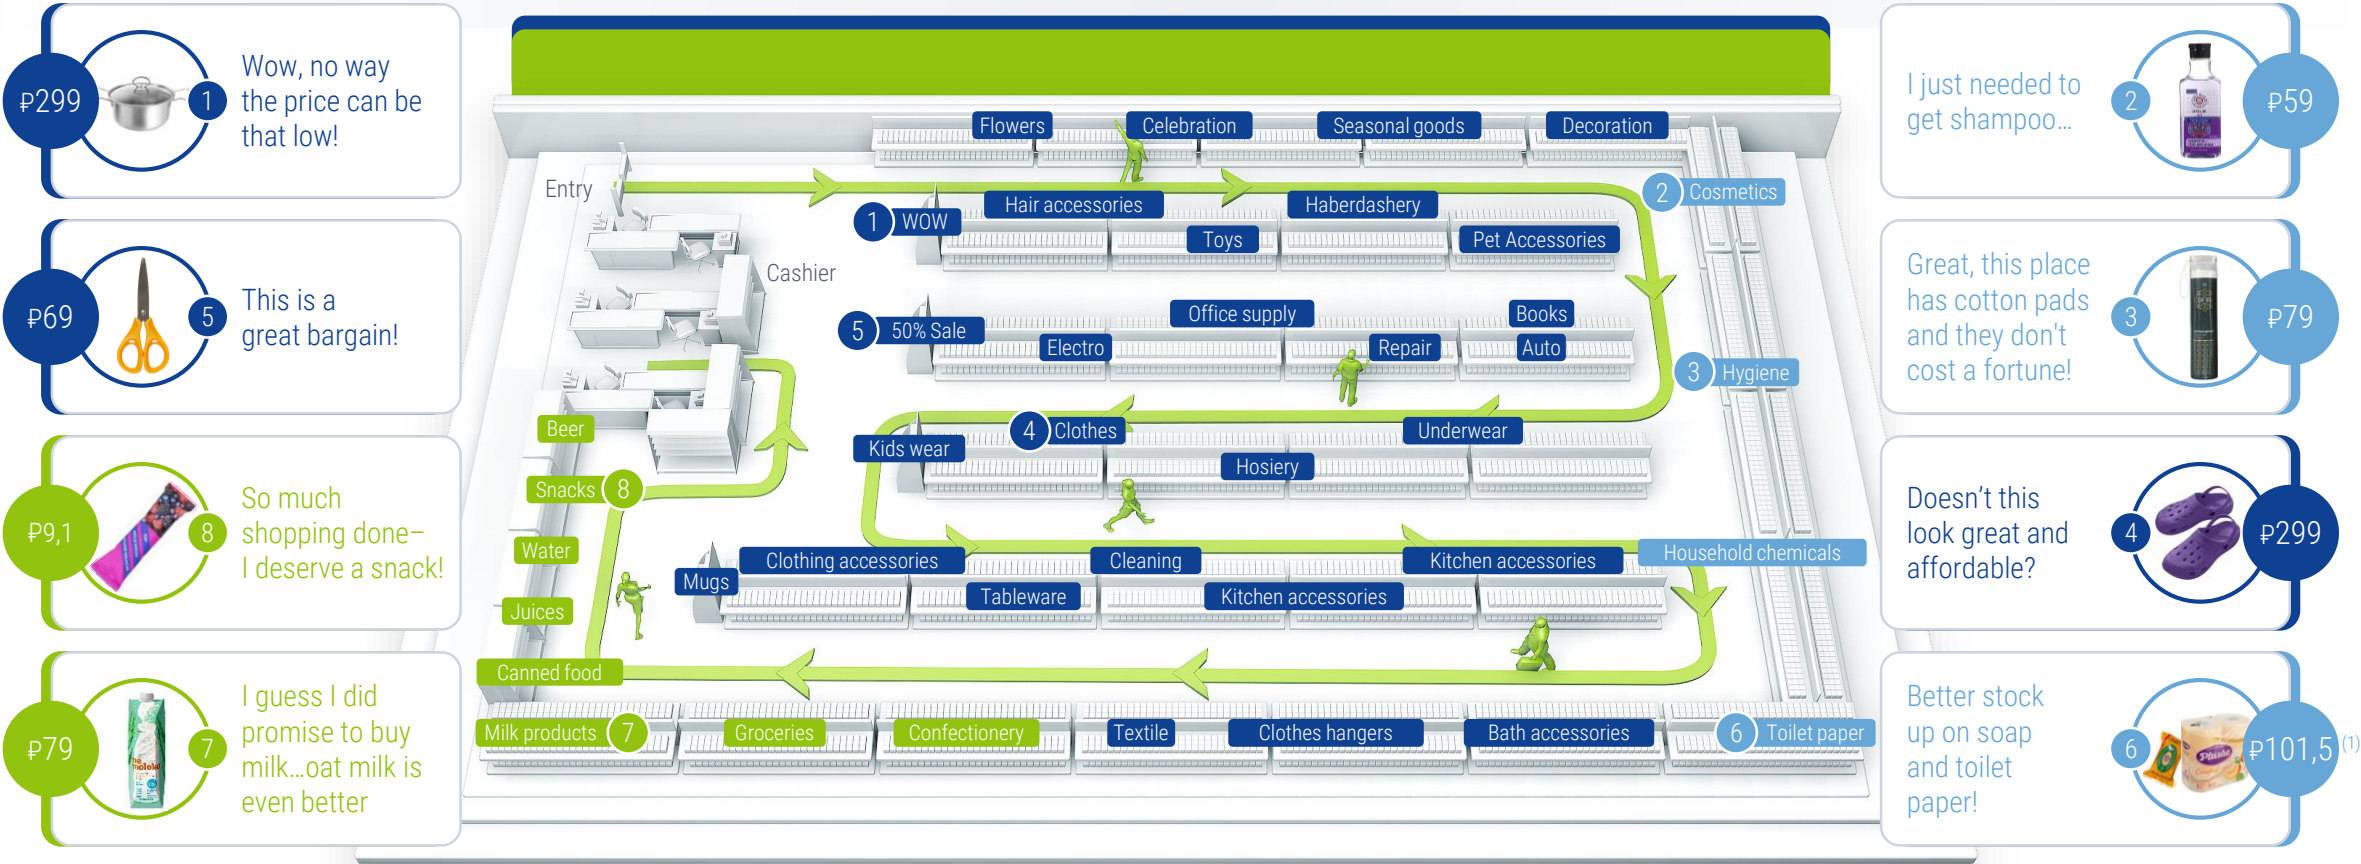 ₽299
1
Wow, no way
the price can be
that low!
₽69
5
This is a
great bargain!
₽9,1
8
So much
shopping done–
I deserve a snack!
₽79
7
I guess I did
promise to buy
milk...oat milk is
even better
Flowers
Celebration
Seasonal goods
Decoration
Entry
2 Cosmetics
Hair accessories
Haberdashery
1 WOW
Toys
Pet Accessories
Cashier
Office supply
Books
5 50% Sale
Electro
Repair
Auto
3 Hygiene
Beer
4 Clothes
Underwear
Kids wear
Hosiery
Snacks 8
Water
Household chemicals
Clothing accessories
Cleaning
Kitchen accessories
Mugs
Tableware
Kitchen accessories
Juices
Canned food
Milk products 7
Groceries
Confectionery
Textile
Clothes hangers
Bath accessories
6 Toilet paper
I just needed to
get shampoo...
2
₽59
Great, this place
has cotton pads
and they don't
cost a fortune!
3
₽79
Doesn’t this
look great and
affordable?
4
₽299
Better stock
up on soap
and toilet
paper!
6
Plushe
₽101,5 (1)